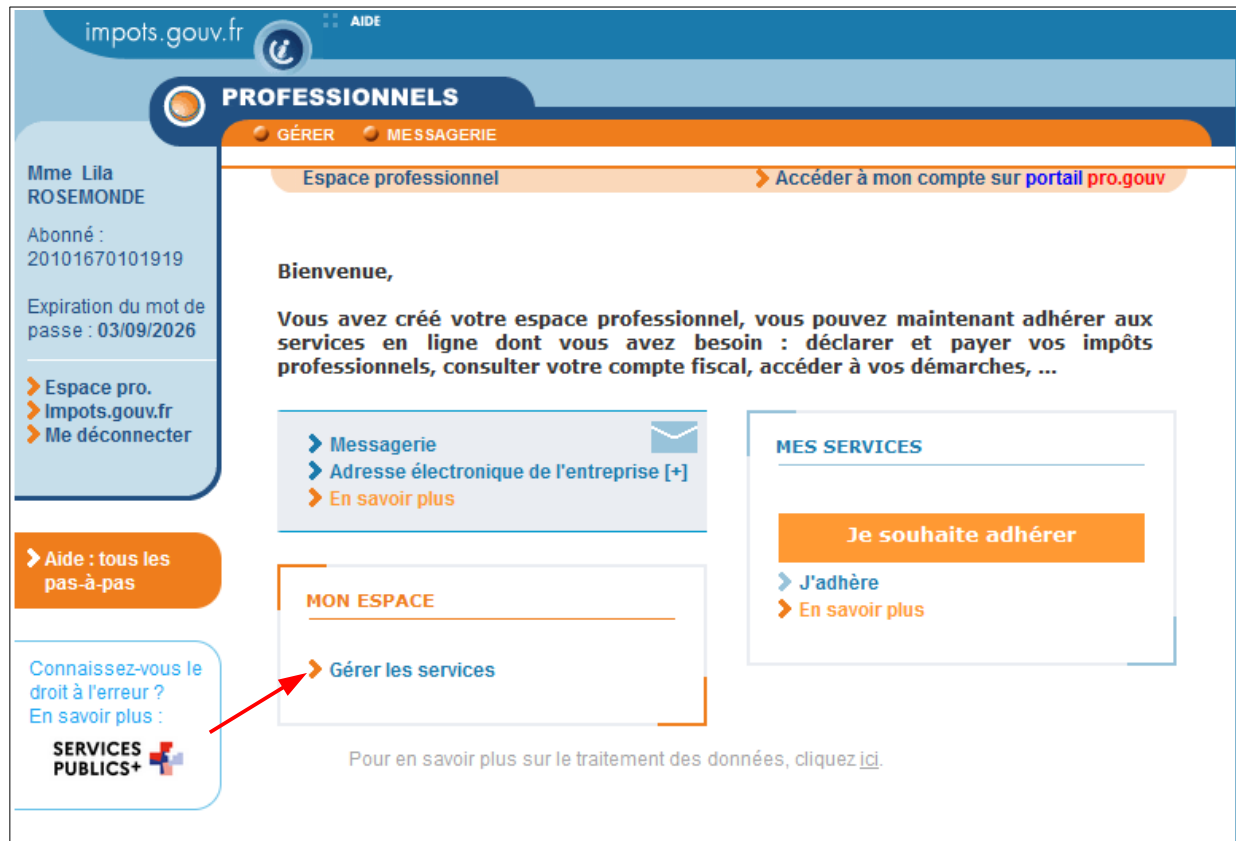 impots.gouv.fr
AIDE
PROFESSIONNELS
GÉRER MESSAGERIE
Mme Lila
ROSEMONDE
Abonné :
20101670101919
Expiration du mot de
passe : 03/09/2026
Espace pro.
Impots.gouv.fr
Me déconnecter
Aide : tous les
pas-à-pas
Connaissez-vous le
droit à l'erreur ?
En savoir plus :
SERVICES
PUBLICS+
Espace professionnel
Accéder à mon compte sur portail pro.gouv
Bienvenue,
Vous avez créé votre espace professionnel, vous pouvez maintenant adhérer aux
services en ligne dont vous avez besoin : déclarer et payer vos impôts
professionnels, consulter votre compte fiscal, accéder à vos démarches, ...
Messagerie
Adresse électronique de l'entreprise [+]
En savoir plus
MON ESPACE
Gérer les services
MES SERVICES
Je souhaite adhérer
J'adhère
En savoir plus
Pour en savoir plus sur le traitement des données, cliquez ici.